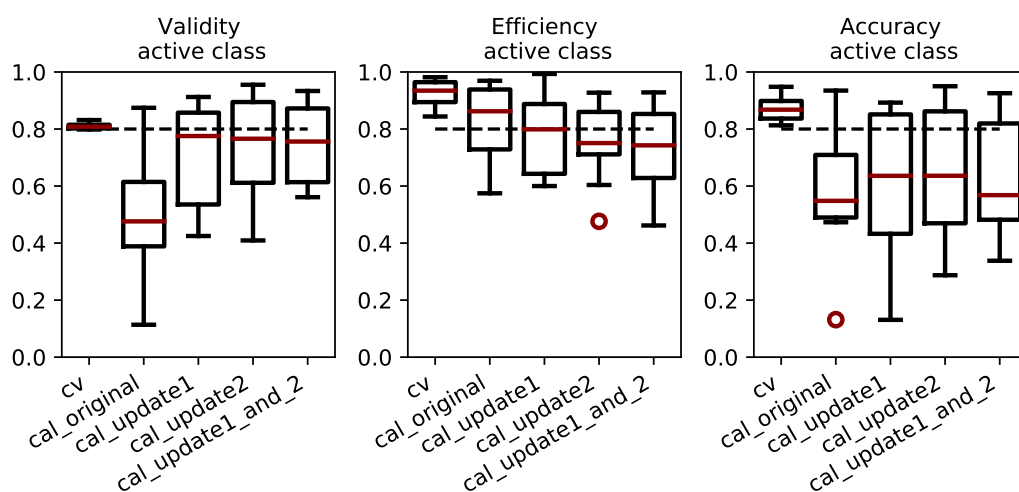 Validity
active class
1.0
0.8
0.6
0.4
0.2
0.0
cv
cal_original
cal_update1
cal_update2
cal_update1_and_2
Efficiency
active class
1.0
0.8
0.6
0.4
0.2
0.0
cv
cal_original
cal_update1
cal_update2
cal_update1_and_2
Accuracy
active class
1.0
0.8
0.6
0.4
0.2
0.0
cv
cal_original
cal_update1
cal_update2
cal_update1_and_2